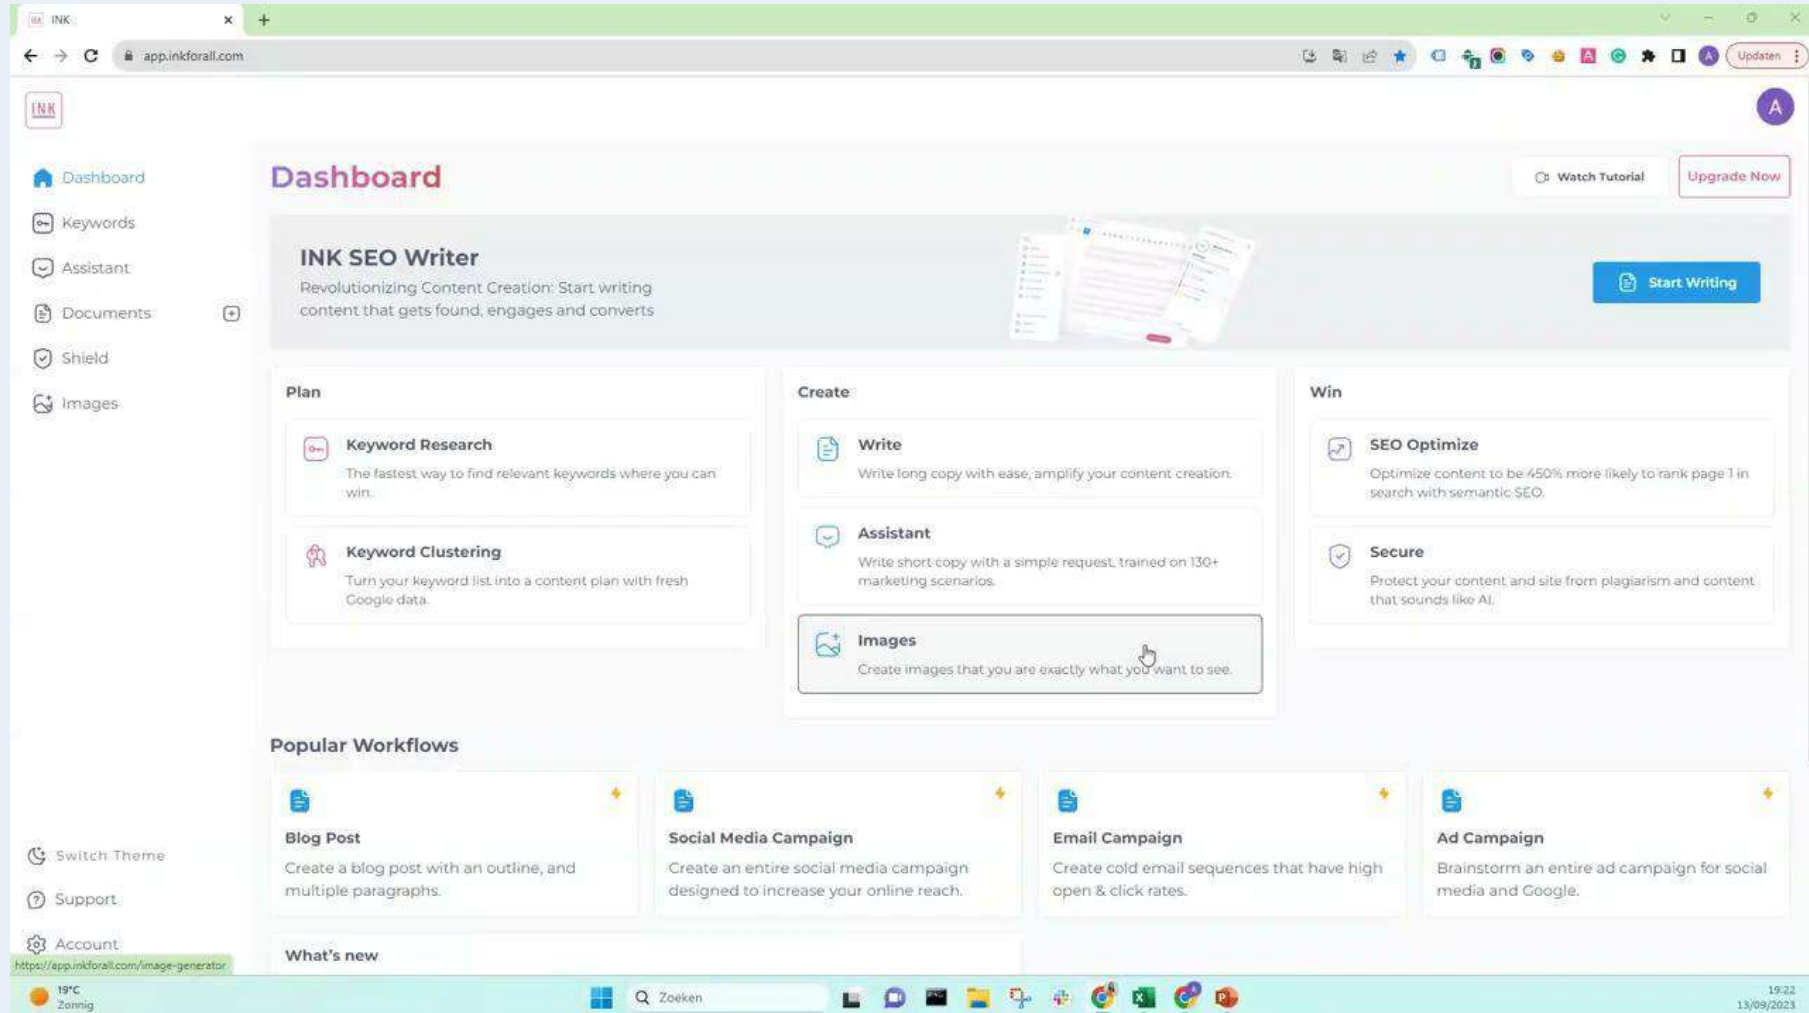 INK
app.inkforall.com
A
Updaten
INK
A
Dashboard
Keywords
Assistant
Documents
Shield
Images
Switch Theme
Support
Account
https://app.inkforall.com/image-generator
Dashboard
Watch Tutorial
Upgrade Now
INK SEO Writer
Revolutionizing Content Creation: Start writing
content that gets found, engages and converts
Start Writing
Plan
Keyword Research
The fastest way to find relevant keywords where you can
win.
Keyword Clustering
Turn your keyword list into a content plan with fresh
Google data.
Create
Write
Write long copy with ease, amplify your content creation.
Assistant
Write short copy with a simple request, trained on 130+
marketing scenarios.
Images
Create images that you are exactly what you want to see.
Win
SEO Optimize
Optimize content to be 450% more likely to rank page 1 in
search with semantic SEO.
Secure
Protect your content and site from plagiarism and content
that sounds like AI.
Popular Workflows
Blog Post
Create a blog post with an outline, and
multiple paragraphs.
Social Media Campaign
Create an entire social media campaign
designed to increase your online reach.
Email Campaign
Create cold email sequences that have high
open & click rates.
Ad Campaign
Brainstorm an entire ad campaign for social
media and Google.
What's new
19°C
Zonnig
Zoeken
19:22
13/09/2023